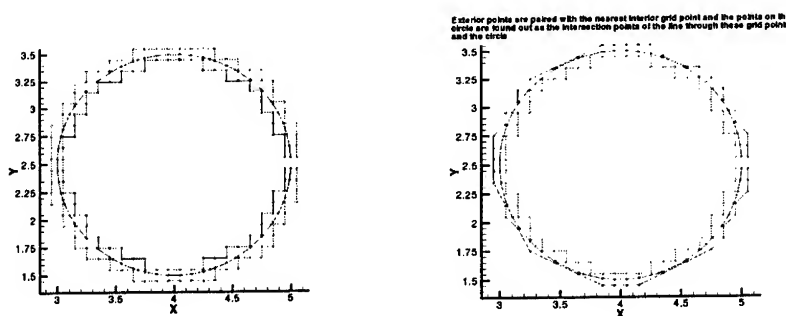 3.5
3.25
3
2.75
2.5
2.25
2
1.75
1.5
Y
3 3.5 4 4.5 5
X
Exterior points are paired with the nearest interior grid point and the points on th
circle are found out as the intersection points of the line through these grid point
and the circle
3.5
3.25
3
2.75
2.5
2.25
2
1.75
1.5
Y
3 3.5 4 4.5 5
X